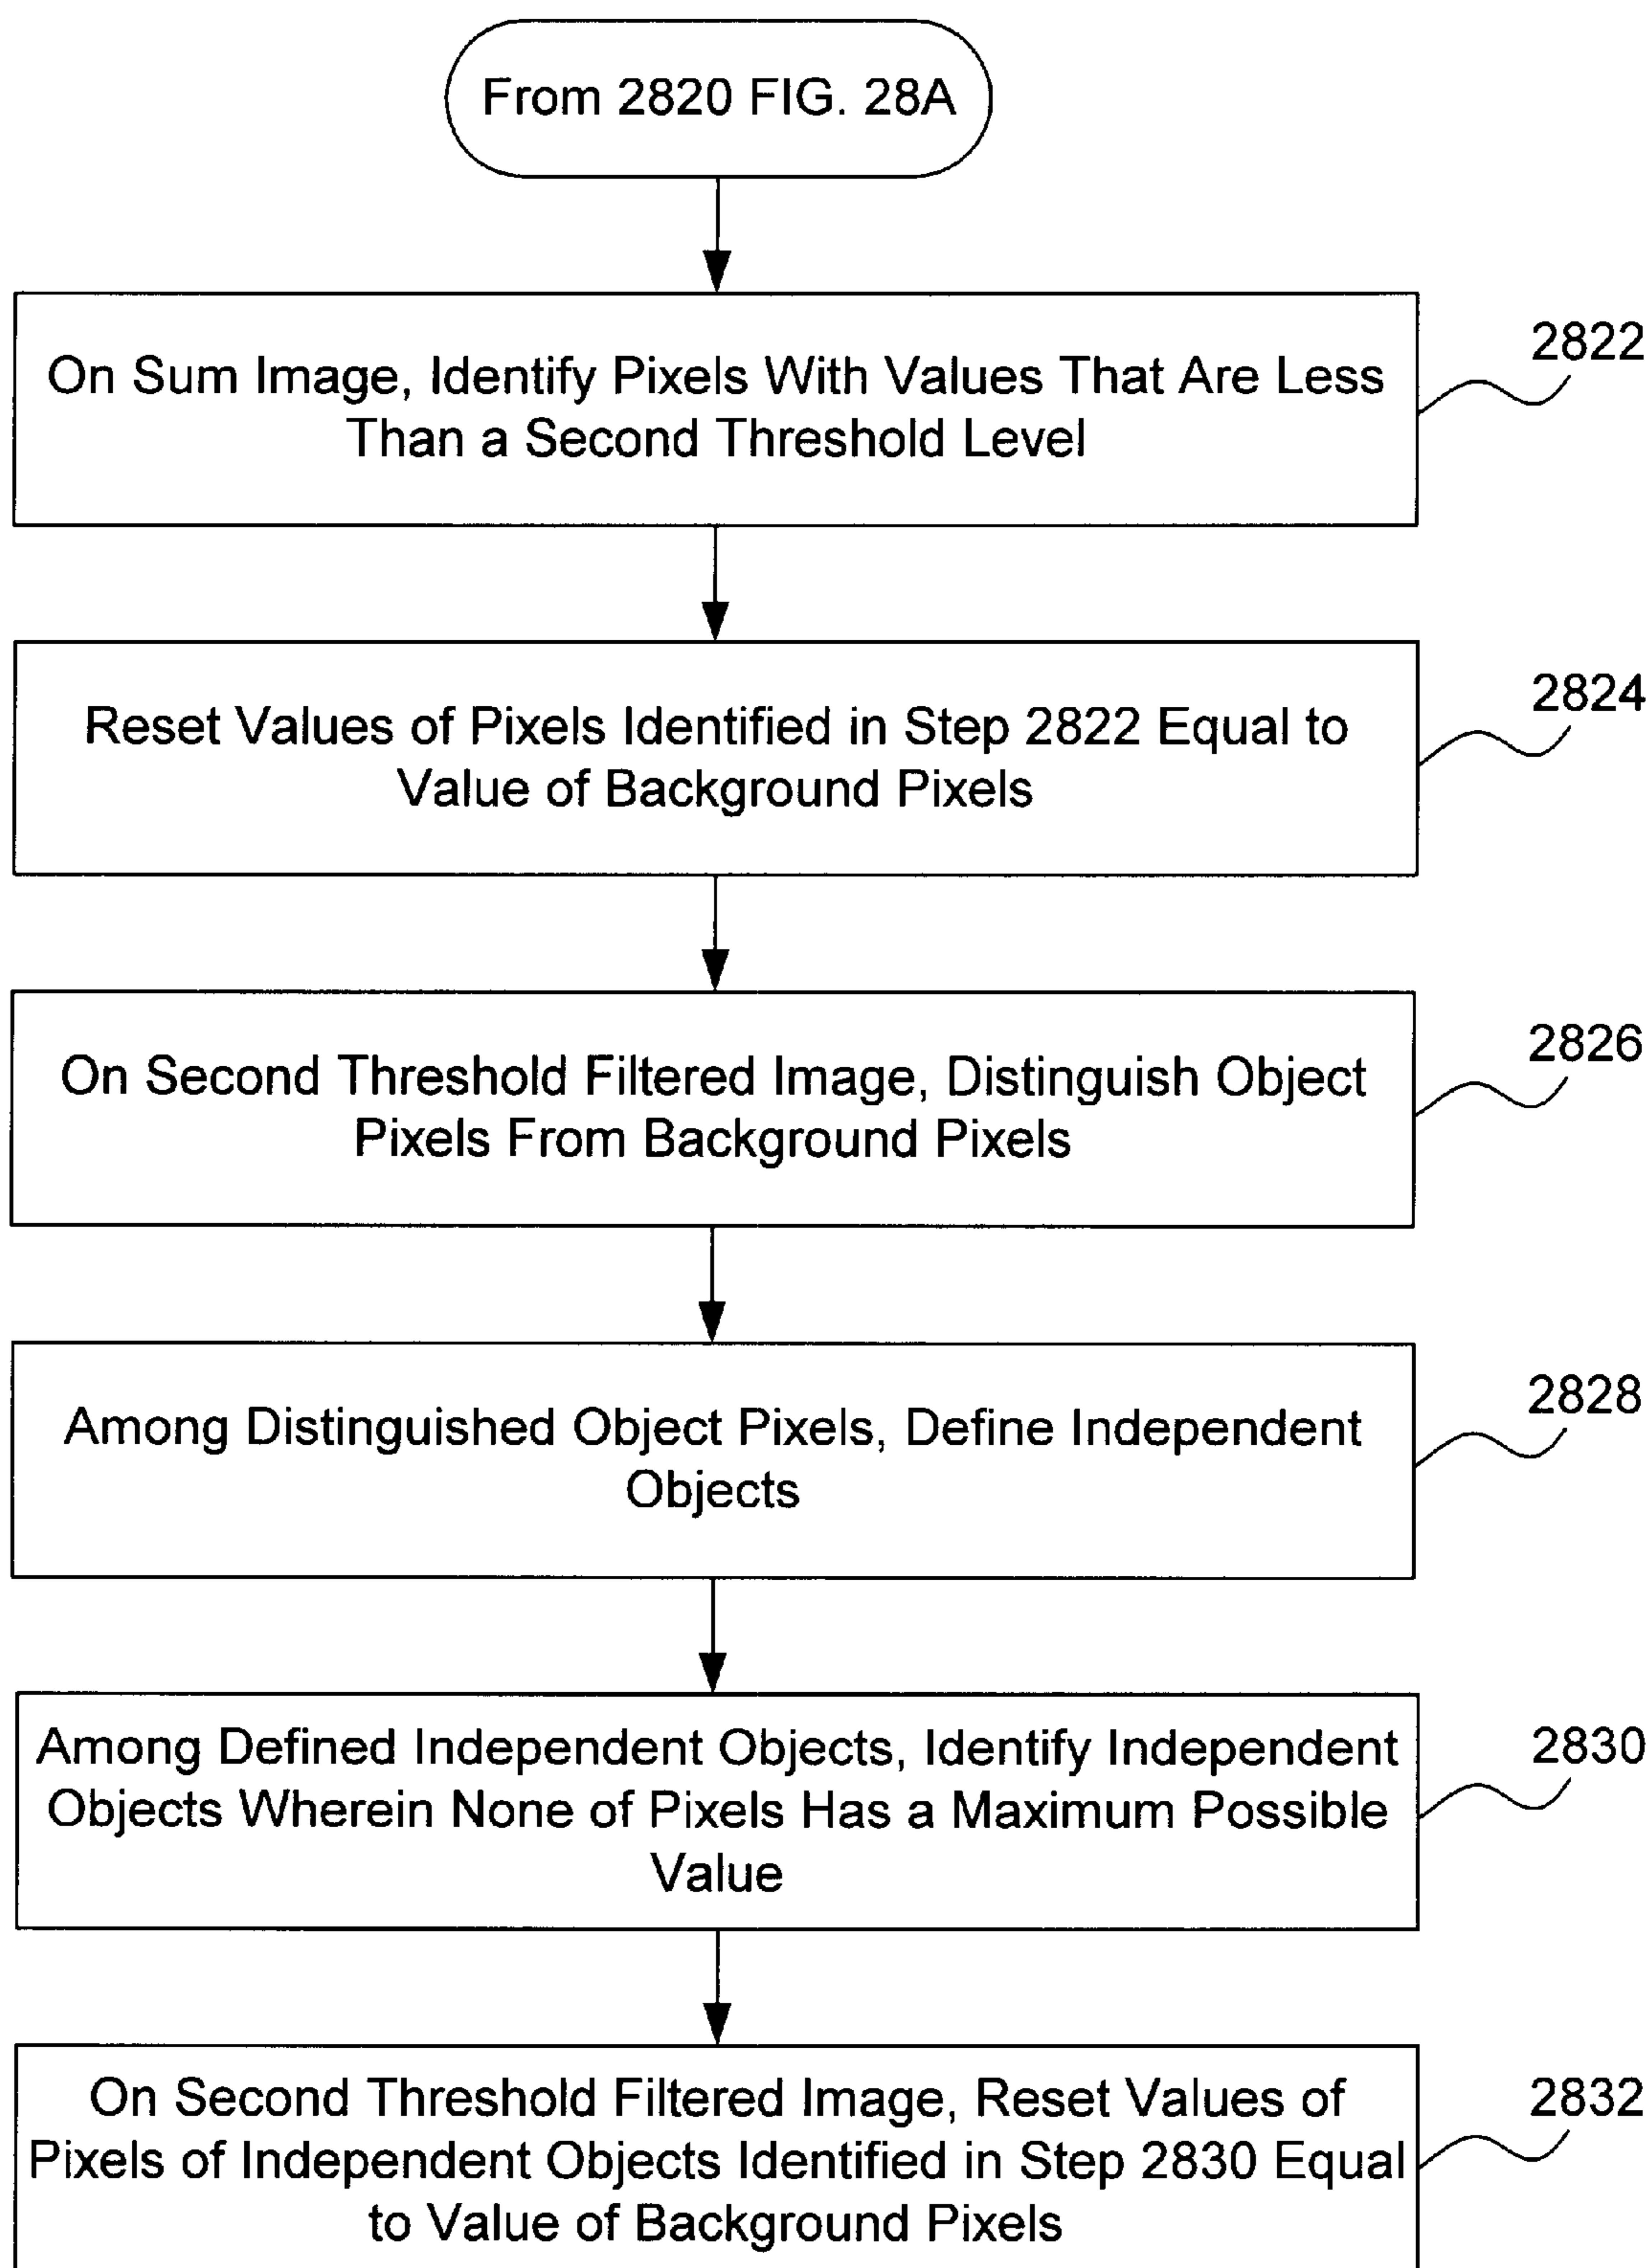 From 2820 FIG. 28A
On Sum Image, Identify Pixels With Values That Are Less
Than a Second Threshold Level
2822
Reset Values of Pixels Identified in Step 2822 Equal to
Value of Background Pixels
2824
On Second Threshold Filtered Image, Distinguish Object
Pixels From Background Pixels
2826
Among Distinguished Object Pixels, Define Independent
Objects
2828
Among Defined Independent Objects, Identify Independent
Objects Wherein None of Pixels Has a Maximum Possible
Value
2830
On Second Threshold Filtered Image, Reset Values of
Pixels of Independent Objects Identified in Step 2830 Equal
to Value of Background Pixels
2832